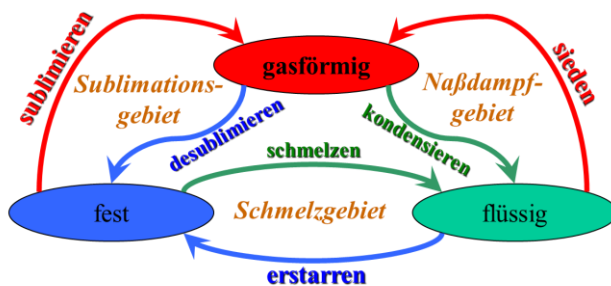 gasförmig
sublimieren
Sublimations-
gebiet
Naßdampf-
gebiet
sieden
desublimieren
kondensieren
schmelzen
fest
Schmelzgebiet
flüssig
erstarren